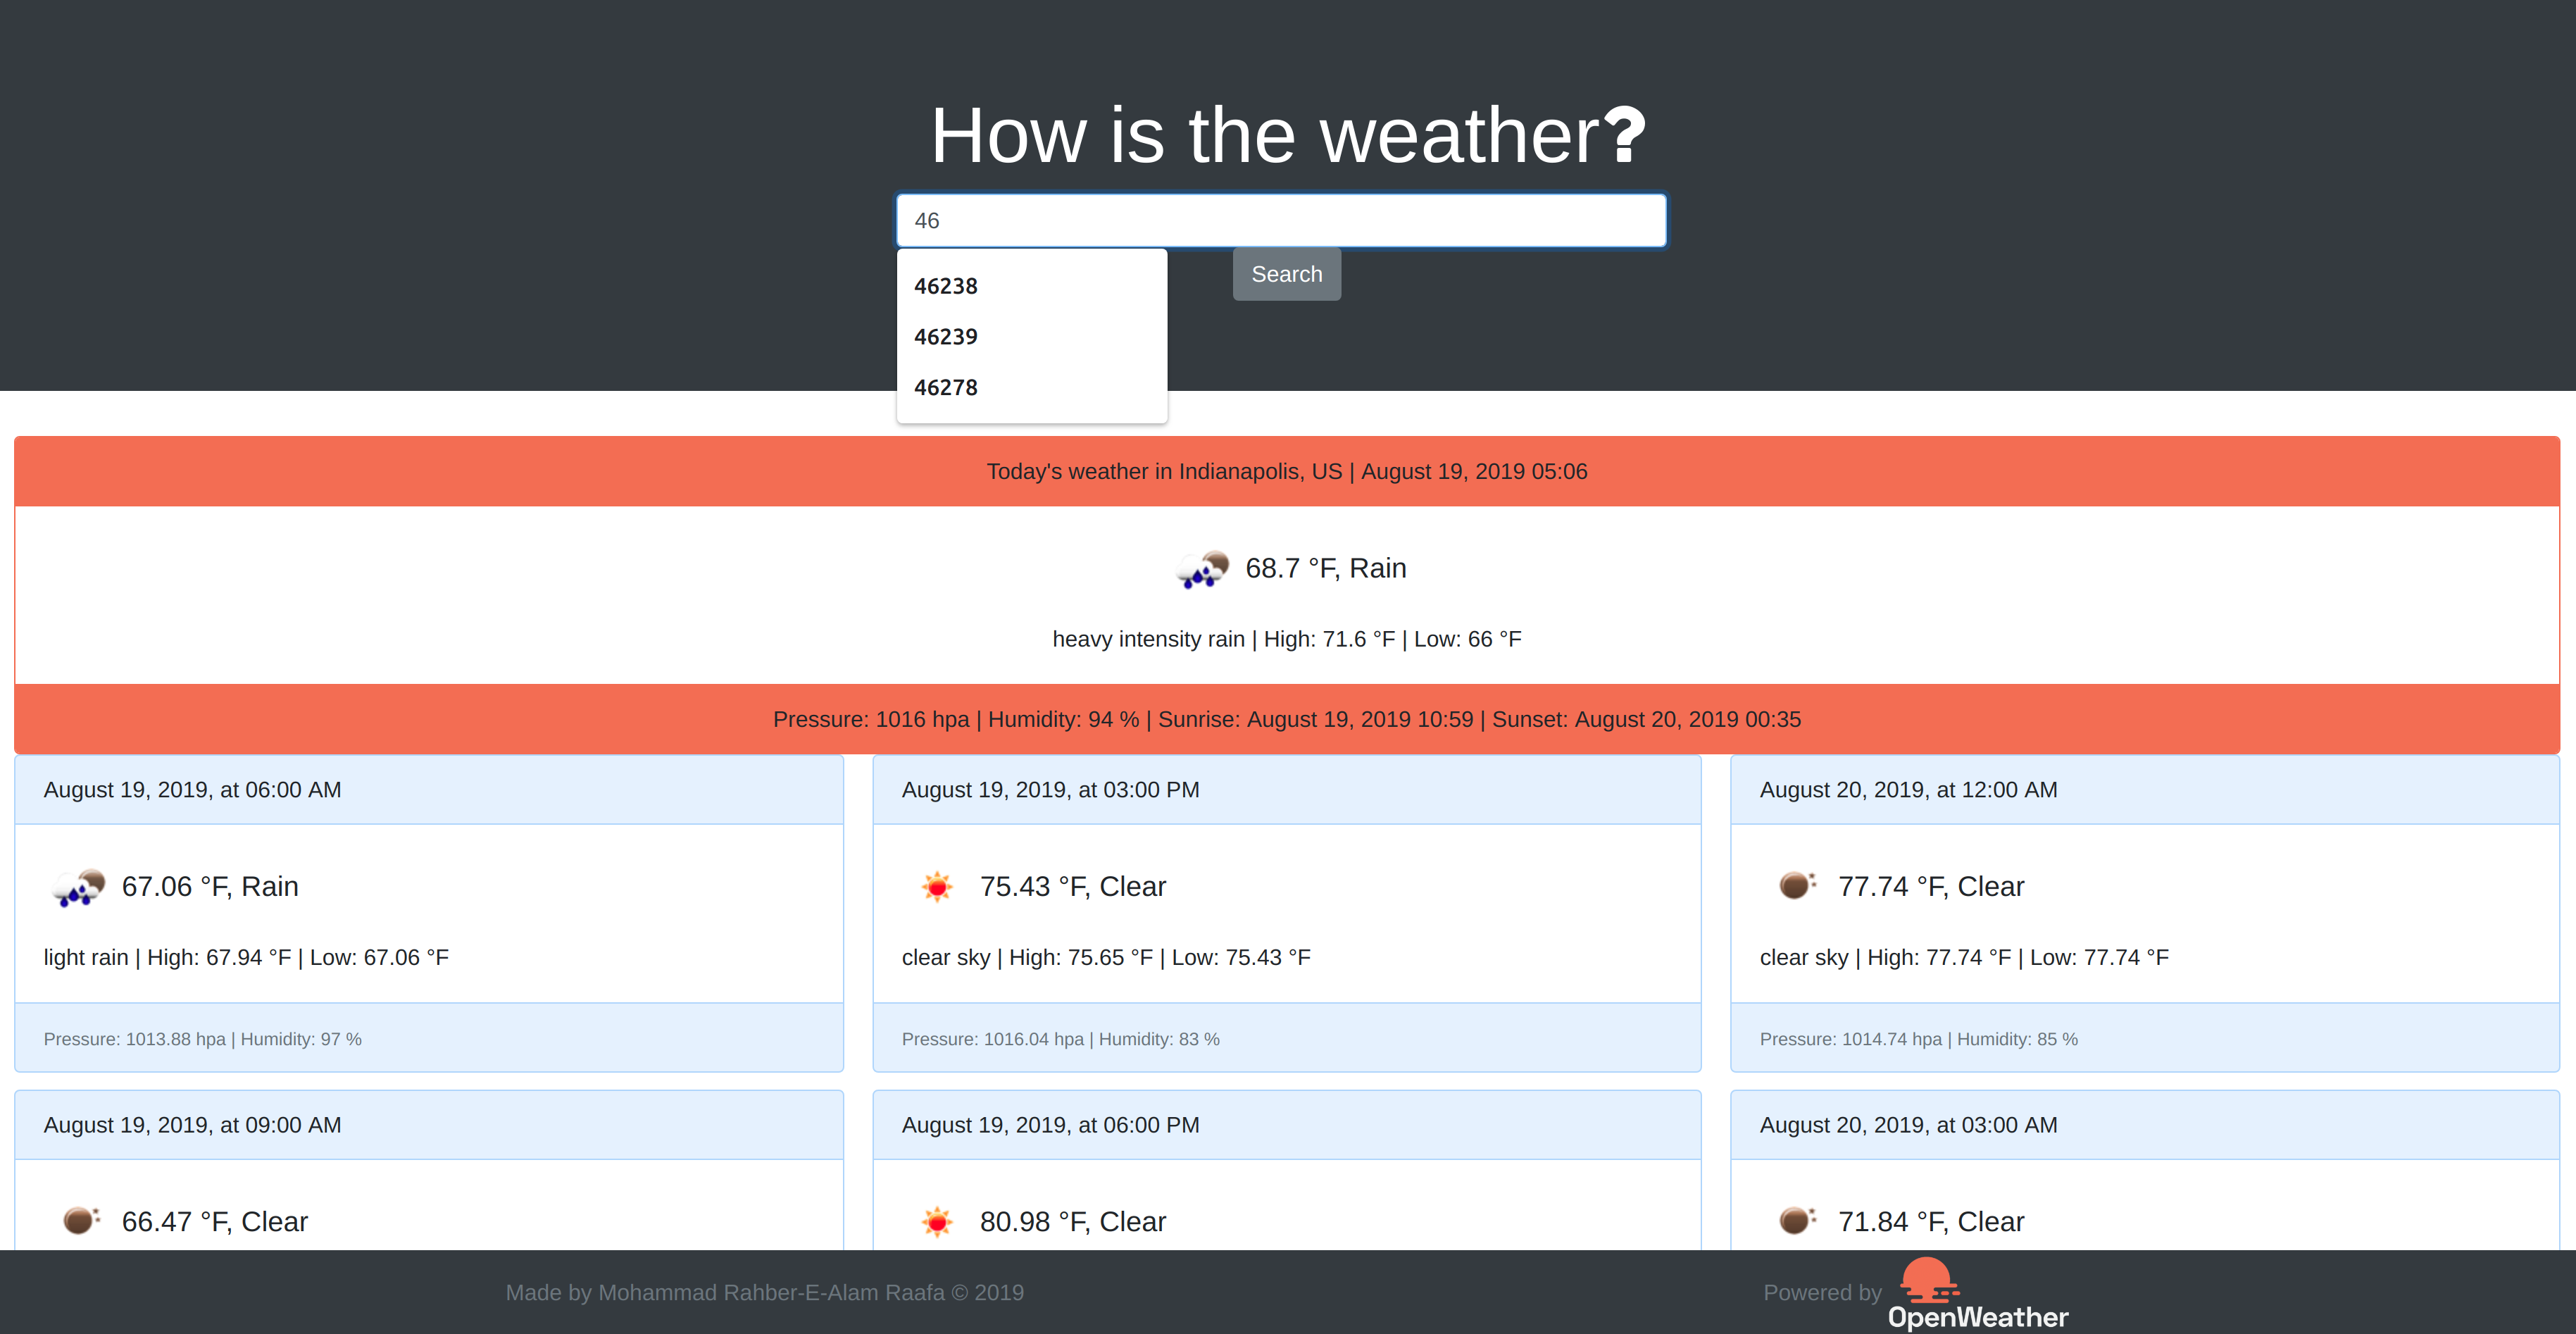 How is the weather?
46
Search
46238
46239
46278
Today's weather in Indianapolis, US | August 19, 2019 05:06
68.7 °F, Rain
heavy intensity rain | High: 71.6 °F | Low: 66 °F
Pressure: 1016 hpa | Humidity: 94 % | Sunrise: August 19, 2019 10:59 | Sunset: August 20, 2019 00:35
August 19, 2019, at 06:00 AM
67.06 °F, Rain
light rain | High: 67.94 °F | Low: 67.06 °F
Pressure: 1013.88 hpa | Humidity: 97 %
August 19, 2019, at 03:00 PM
75.43 °F, Clear
clear sky | High: 75.65 °F | Low: 75.43 °F
Pressure: 1016.04 hpa | Humidity: 83 %
August 20, 2019, at 12:00 AM
77.74 °F, Clear
clear sky | High: 77.74 °F | Low: 77.74 °F
Pressure: 1014.74 hpa | Humidity: 85 %
August 19, 2019, at 09:00 AM
66.47 °F, Clear
August 19, 2019, at 06:00 PM
80.98 °F, Clear
August 20, 2019, at 03:00 AM
71.84 °F, Clear
Made by Mohammad Rahber-E-Alam Raafa © 2019
Powered by
OpenWeather